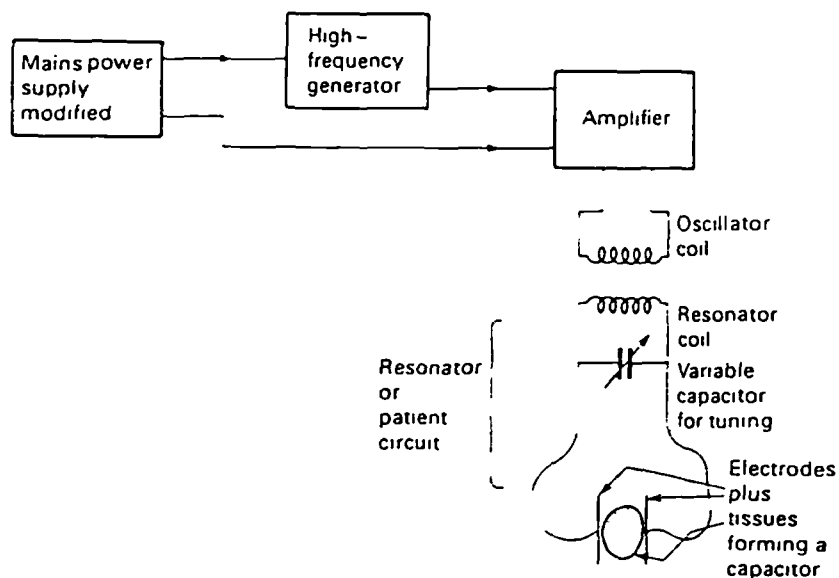 Mains power
supply
modified
High–
frequency
generator
Amplifier
Oscillator
coil
Resonator
coil
Resonator
or
patient
circuit
Variable
capacitor
for tuning
Electrodes
plus
tissues
forming a
capacitor